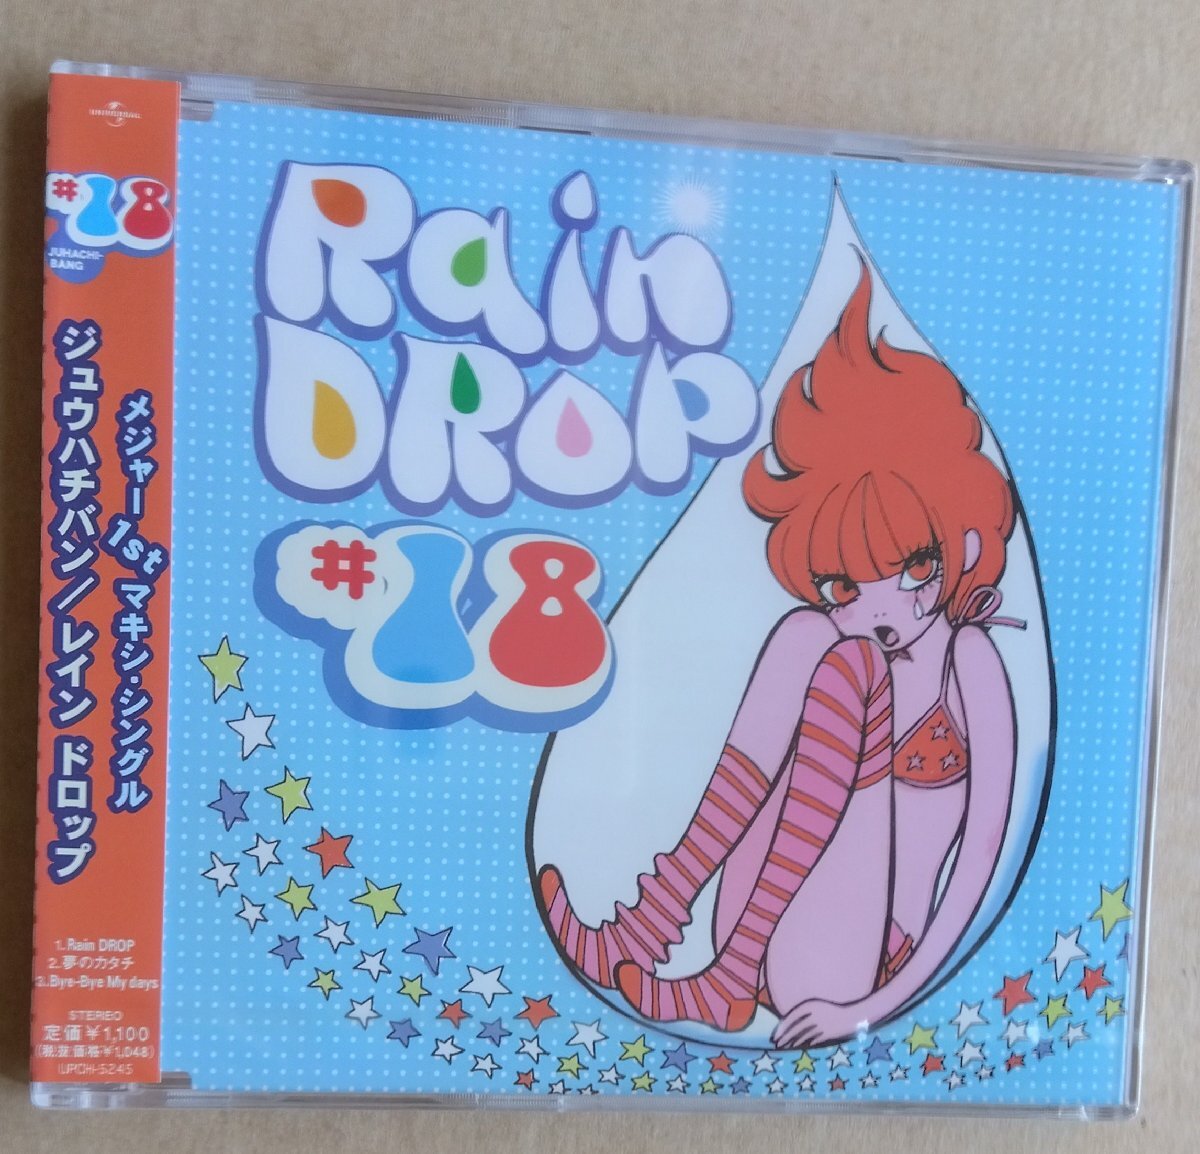 UNIVERSAL
#18
JUHACHI-
BANG
メジャー1stマキシ・シングル
ジュウハチバン/レイン ドロップ
1. Rain DROP
2. 夢のカタチ
3. Bye-Bye My days
STEREO
定価￥1,100
(税抜価格￥1,048)
UPCH-5245
Rain
DROP
#18